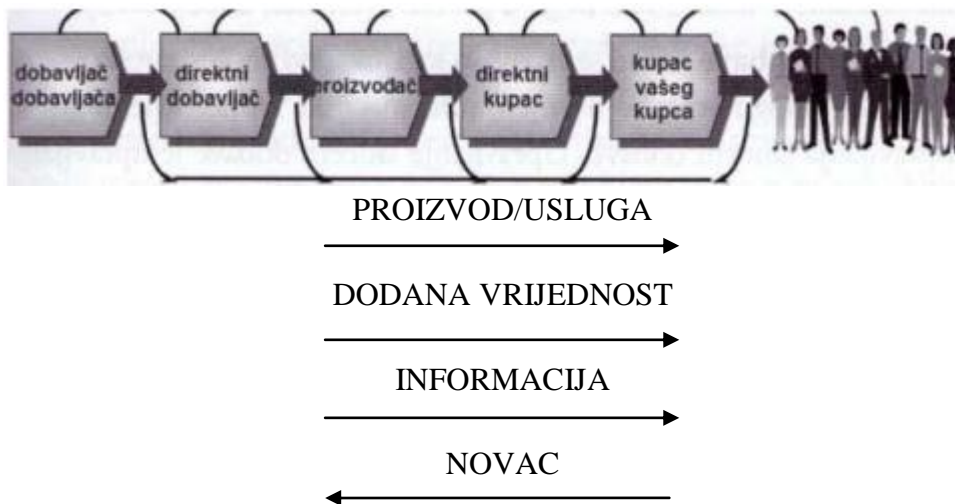 dobavljač
dobavljača
direktni
dobavljač
proizvođač
direktni
kupac
kupac
vašeg
kupca
PROIZVOD/USLUGA
DODANA VRIJEDNOST
INFORMACIJA
NOVAC